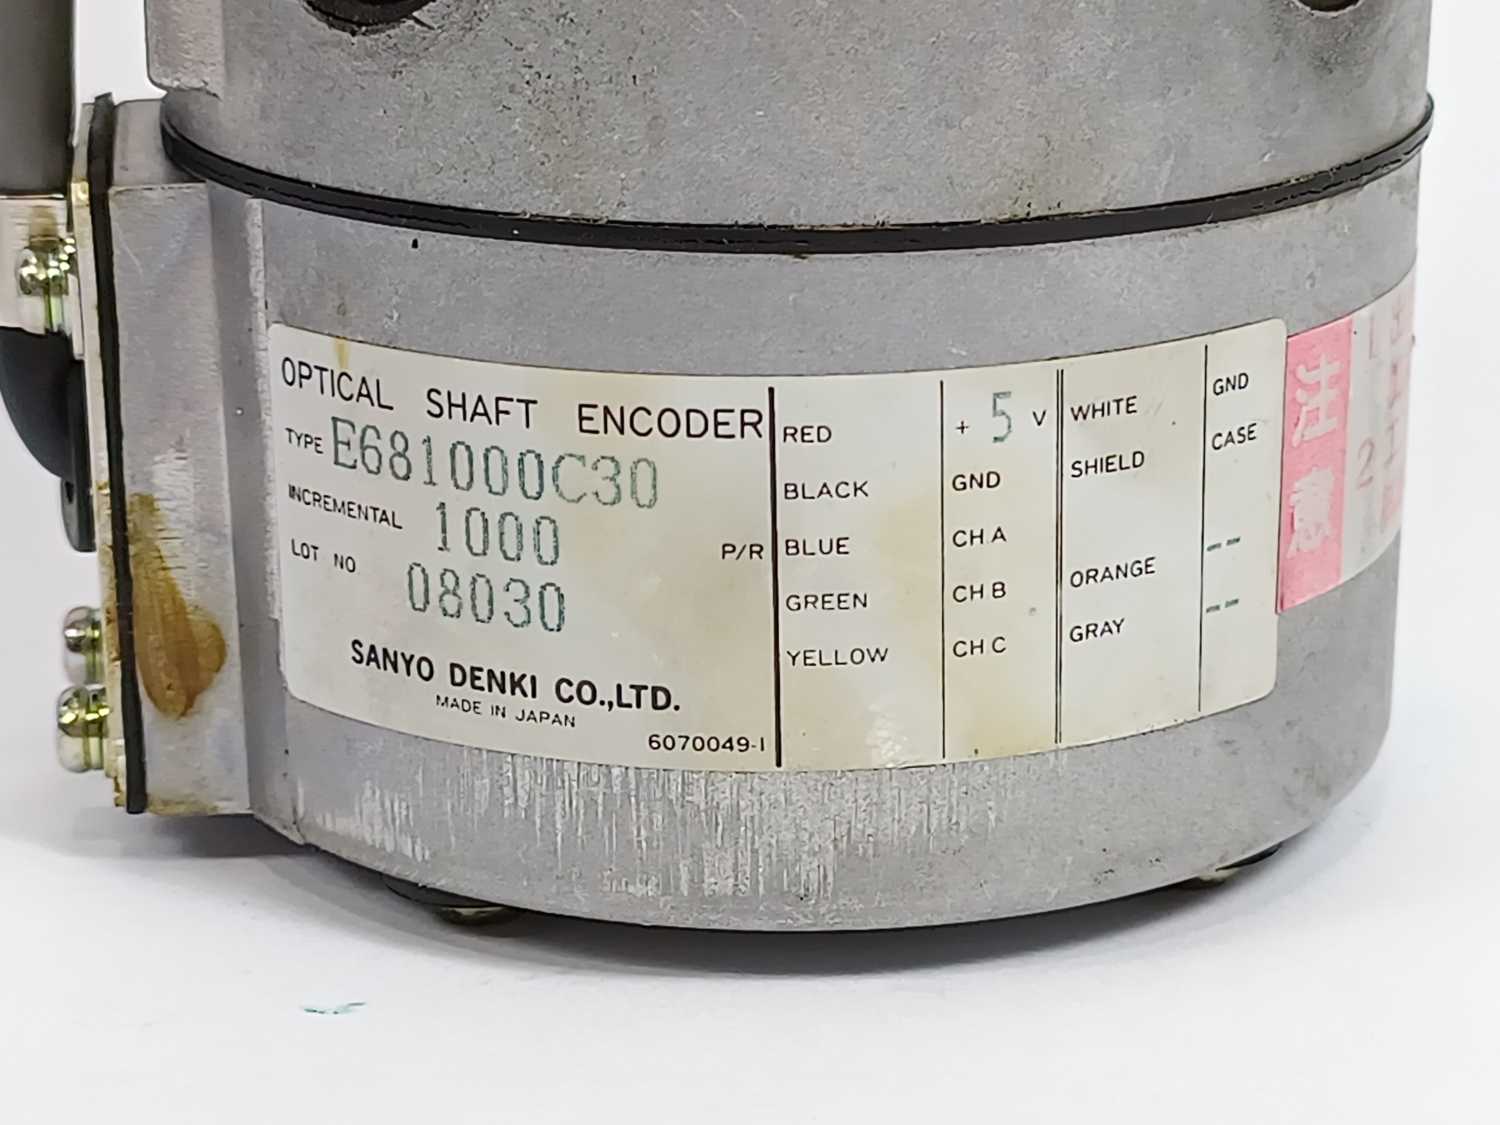 OPTICAL SHAFT ENCODER
TYPE E681000C30
INCREMENTAL 1000 P/R
LOT NO 08030
SANYO DENKI CO.,LTD.
MADE IN JAPAN
6070049-1
RED + 5 V
BLACK GND
BLUE CH A
GREEN CH B
YELLOW CH C
WHITE GND
SHIELD CASE
ORANGE --
GRAY --
注意